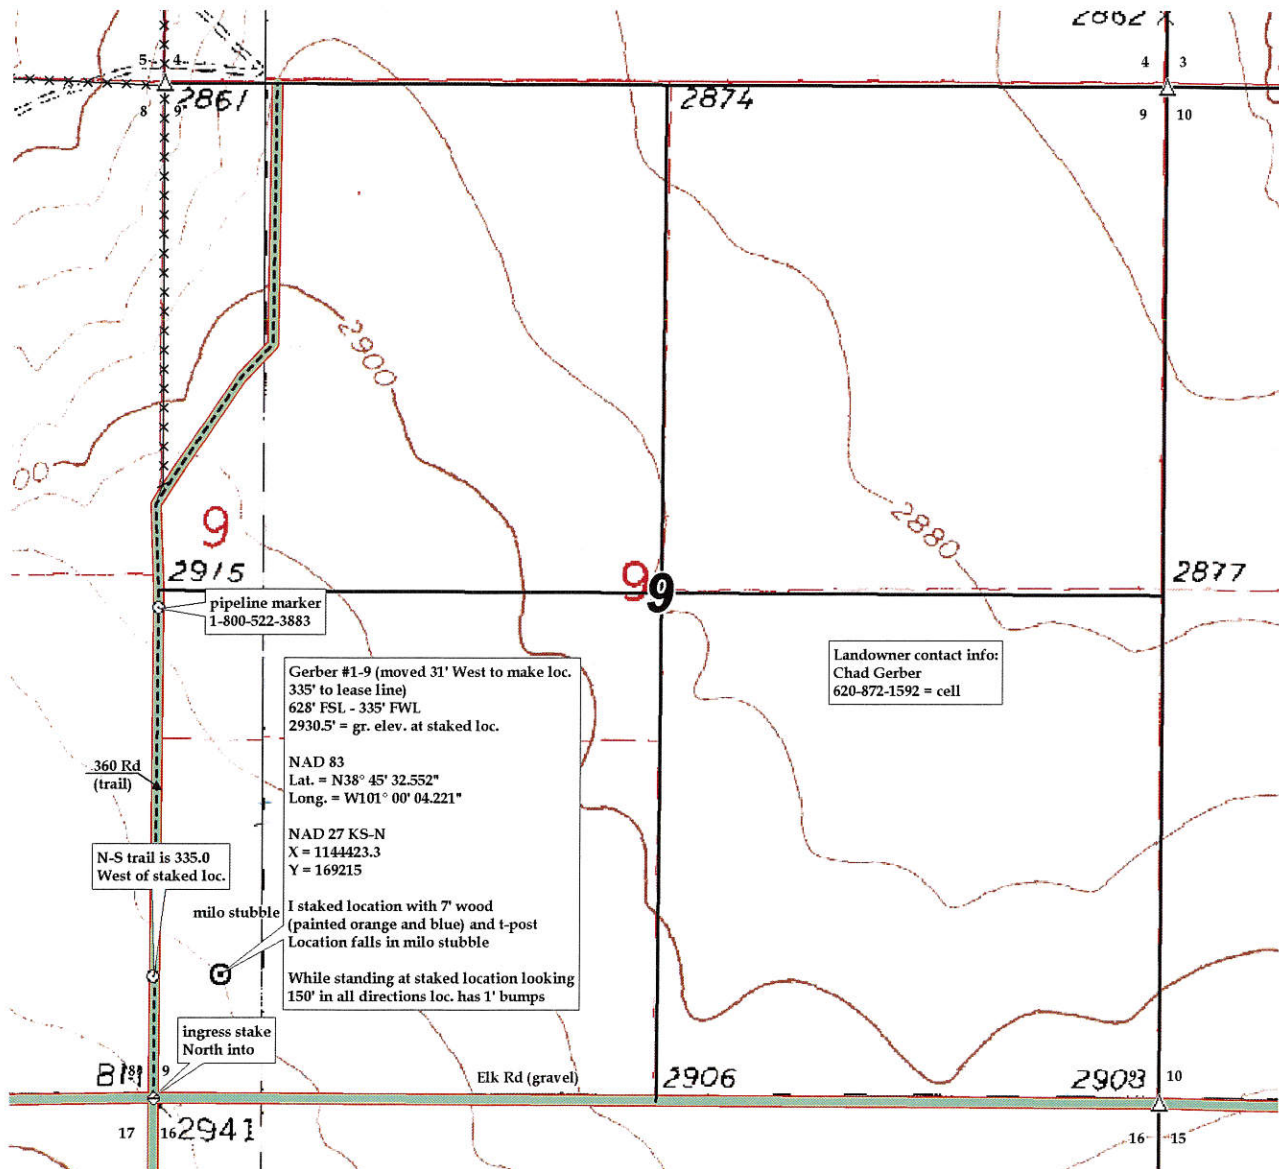 2862
5 4
4 3
8 9
2861
2874
9 10
2900
00
2880
9
2915
9
9
2877
pipeline marker
1-800-522-3883
Landowner contact info:
Chad Gerber
620-872-1592 = cell
Gerber #1-9 (moved 31' West to make loc.
335' to lease line)
628' FSL - 335' FWL
2930.5' = gr. elev. at staked loc.
NAD 83
Lat. = N38° 45' 32.552"
Long. = W101° 00' 04.221"
NAD 27 KS-N
X = 1144423.3
Y = 169215
I staked location with 7' wood
(painted orange and blue) and t-post
Location falls in milo stubble
While standing at staked location looking
150' in all directions loc. has 1' bumps
360 Rd
(trail)
N-S trail is 335.0
West of staked loc.
milo stubble
ingress stake
North into
8 9
Elk Rd (gravel)
2906
2908
9 10
17 16
2941
16 15